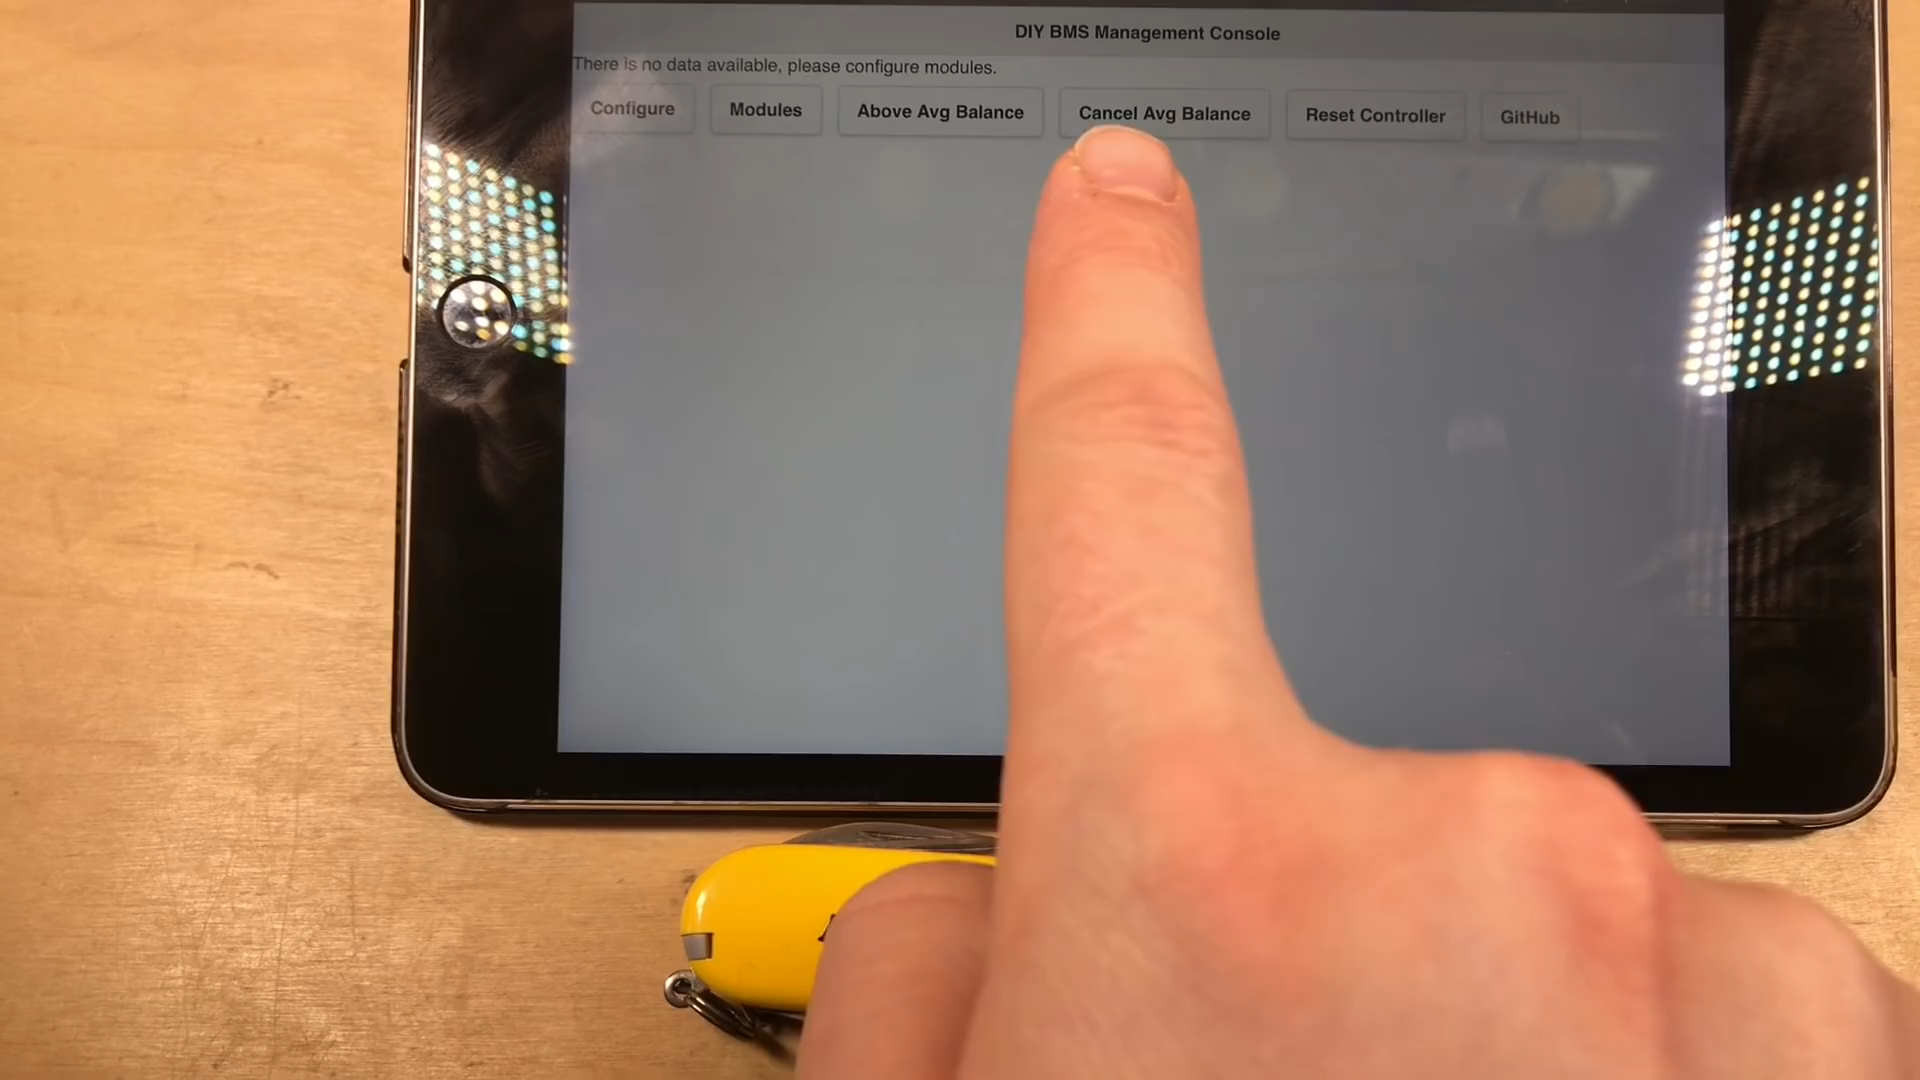 DIY BMS Management Console
There is no data available, please configure modules.
Configure Modules Above Avg Balance Cancel Avg Balance Reset Controller GitHub